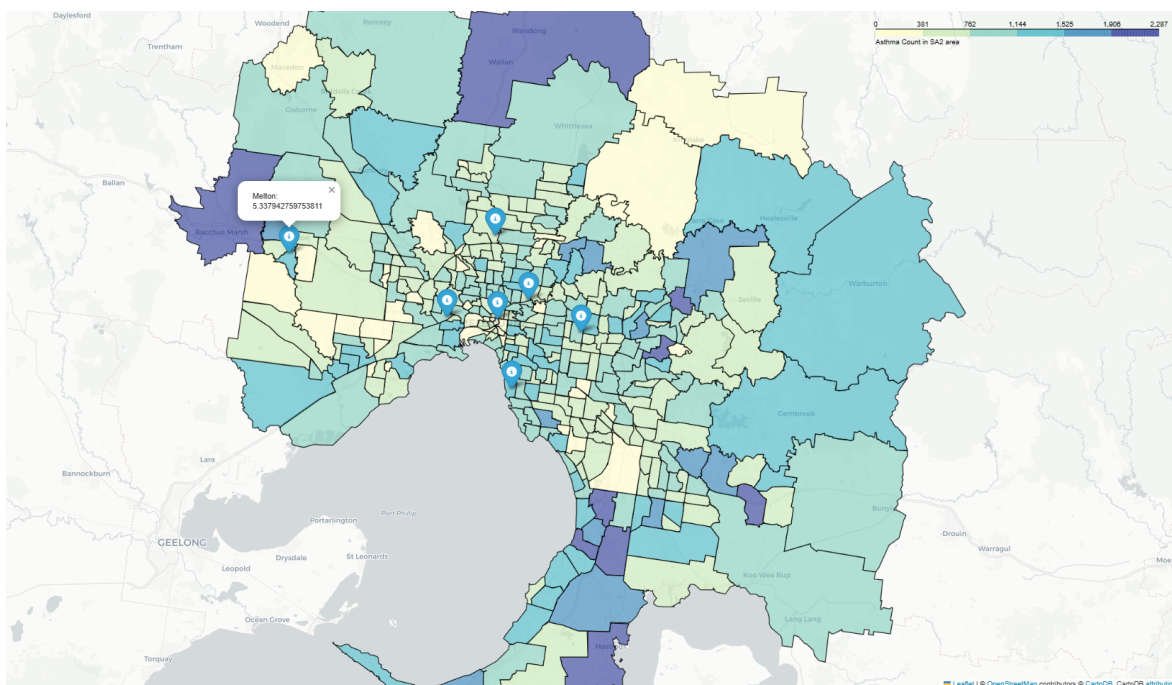 Daylesford
Woodend
Romsey
Wandong
0 381 762 1,144 1,525 1,906 2,287
Asthma Count in SA2 area
Trentham
Wallan
Macedon
Gisborne
Whittlesea
Ballan
Melton:
5.337942759753811
×
Healesville
Bacchus Marsh
Warburton
Seville
Cembrook
Lara
Bannockburn
Port Philip
Portarlington
GEELONG
Drysdale
St Leonards
Leopold
Drouin
Warragul
Moe
Koo Wee Rup
Ocean Grove
Lang Lang
Hastings
Torquay
Leaflet | © OpenStreetMap contributors © CartoDB, CartoDB